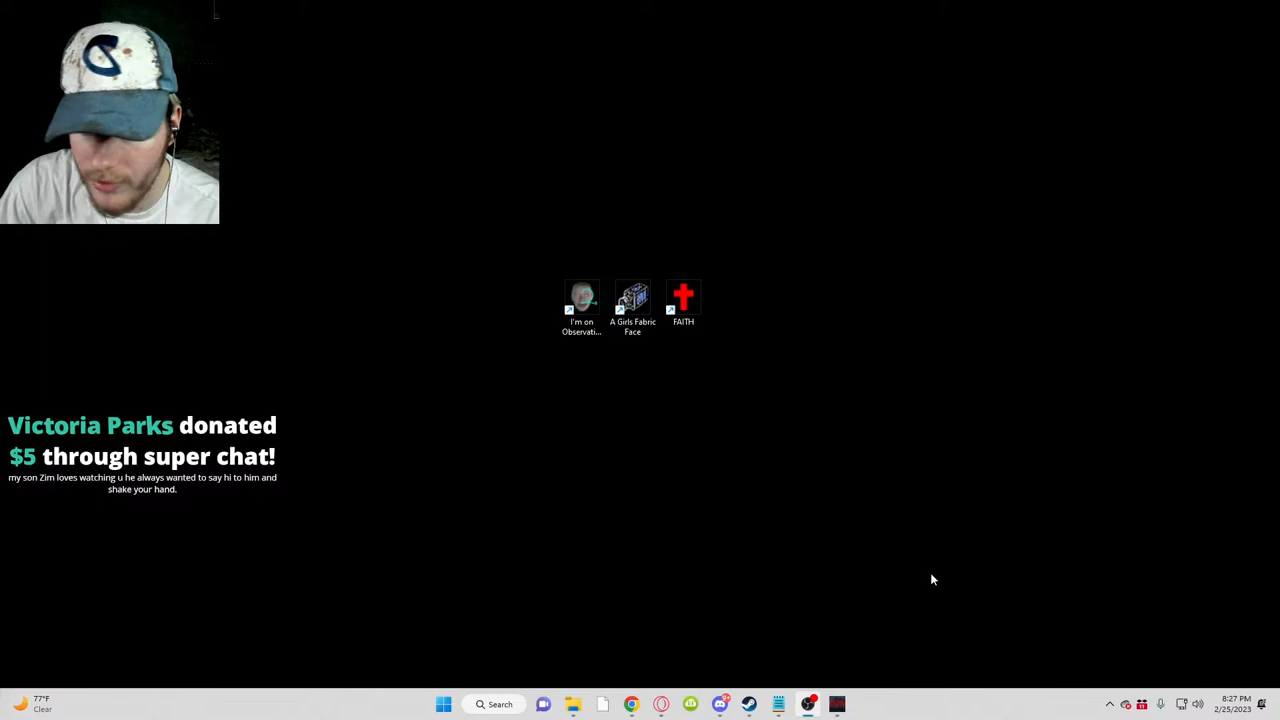 I'm on
Observati...
A Girls Fabric
Face
FAITH
Victoria Parks donated
$5 through super chat!
my son Zim loves watching u he always wanted to say hi to him and
shake your hand.
77°F
Clear
Search
9+
11
8:27 PM
2/25/2023